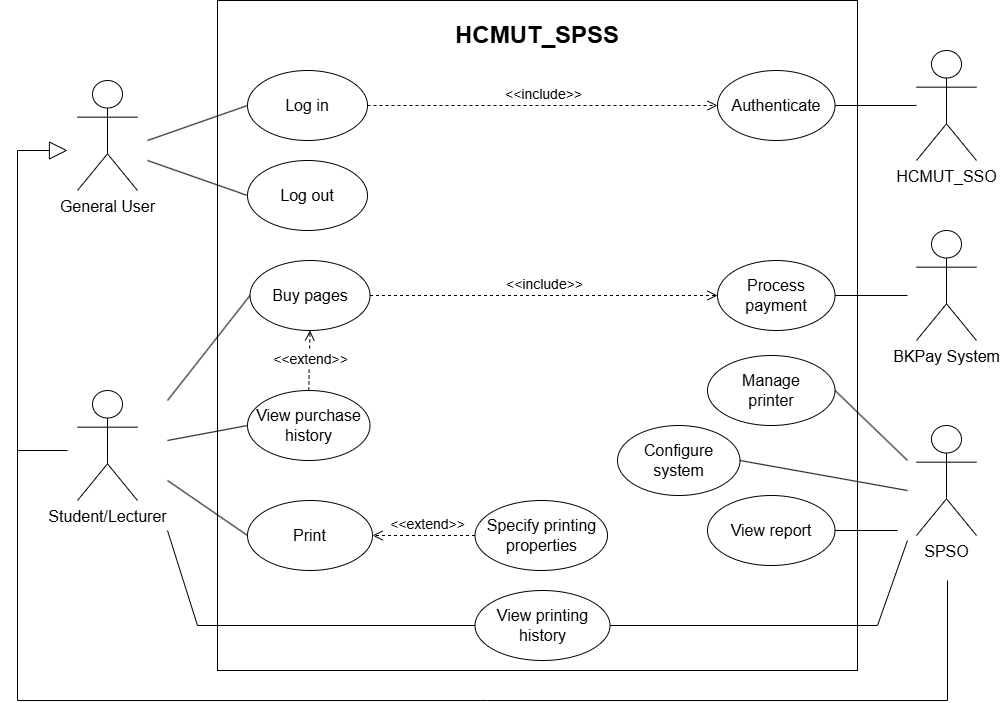 HCMUT_SPSS
Log in
<<include>>
Authenticate
HCMUT_SSO
General User
Log out
Buy pages
<<include>>
Process
payment
BKPay System
<<extend>>
View purchase
history
Manage
printer
Configure
system
Student/Lecturer
Print
<<extend>>
Specify printing
properties
View report
SPSO
View printing
history